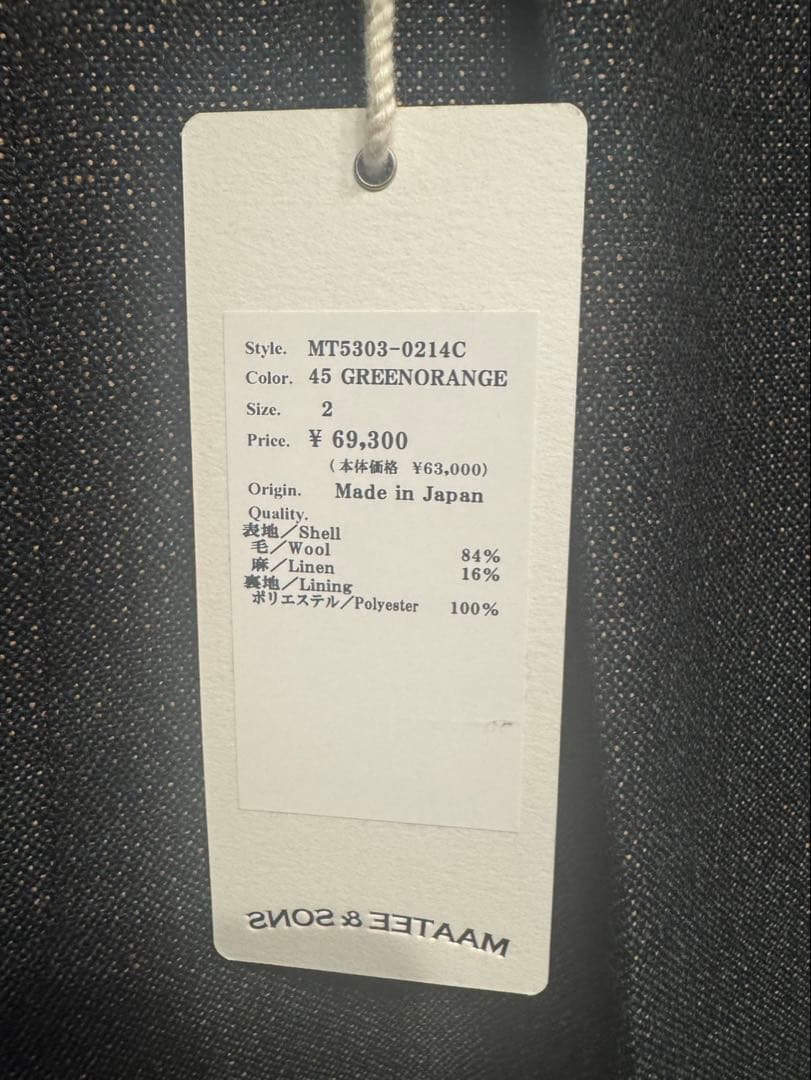 Style. MT5303-0214C
Color. 45 GREENORANGE
Size. 2
Price. ¥ 69,300
(本体価格 ¥63,000)
Origin. Made in Japan
Quality.
表地/Shell
毛/Wool 84%
麻/Linen 16%
裏地/Lining
ポリエステル/Polyester 100%
MAATEE & SONS